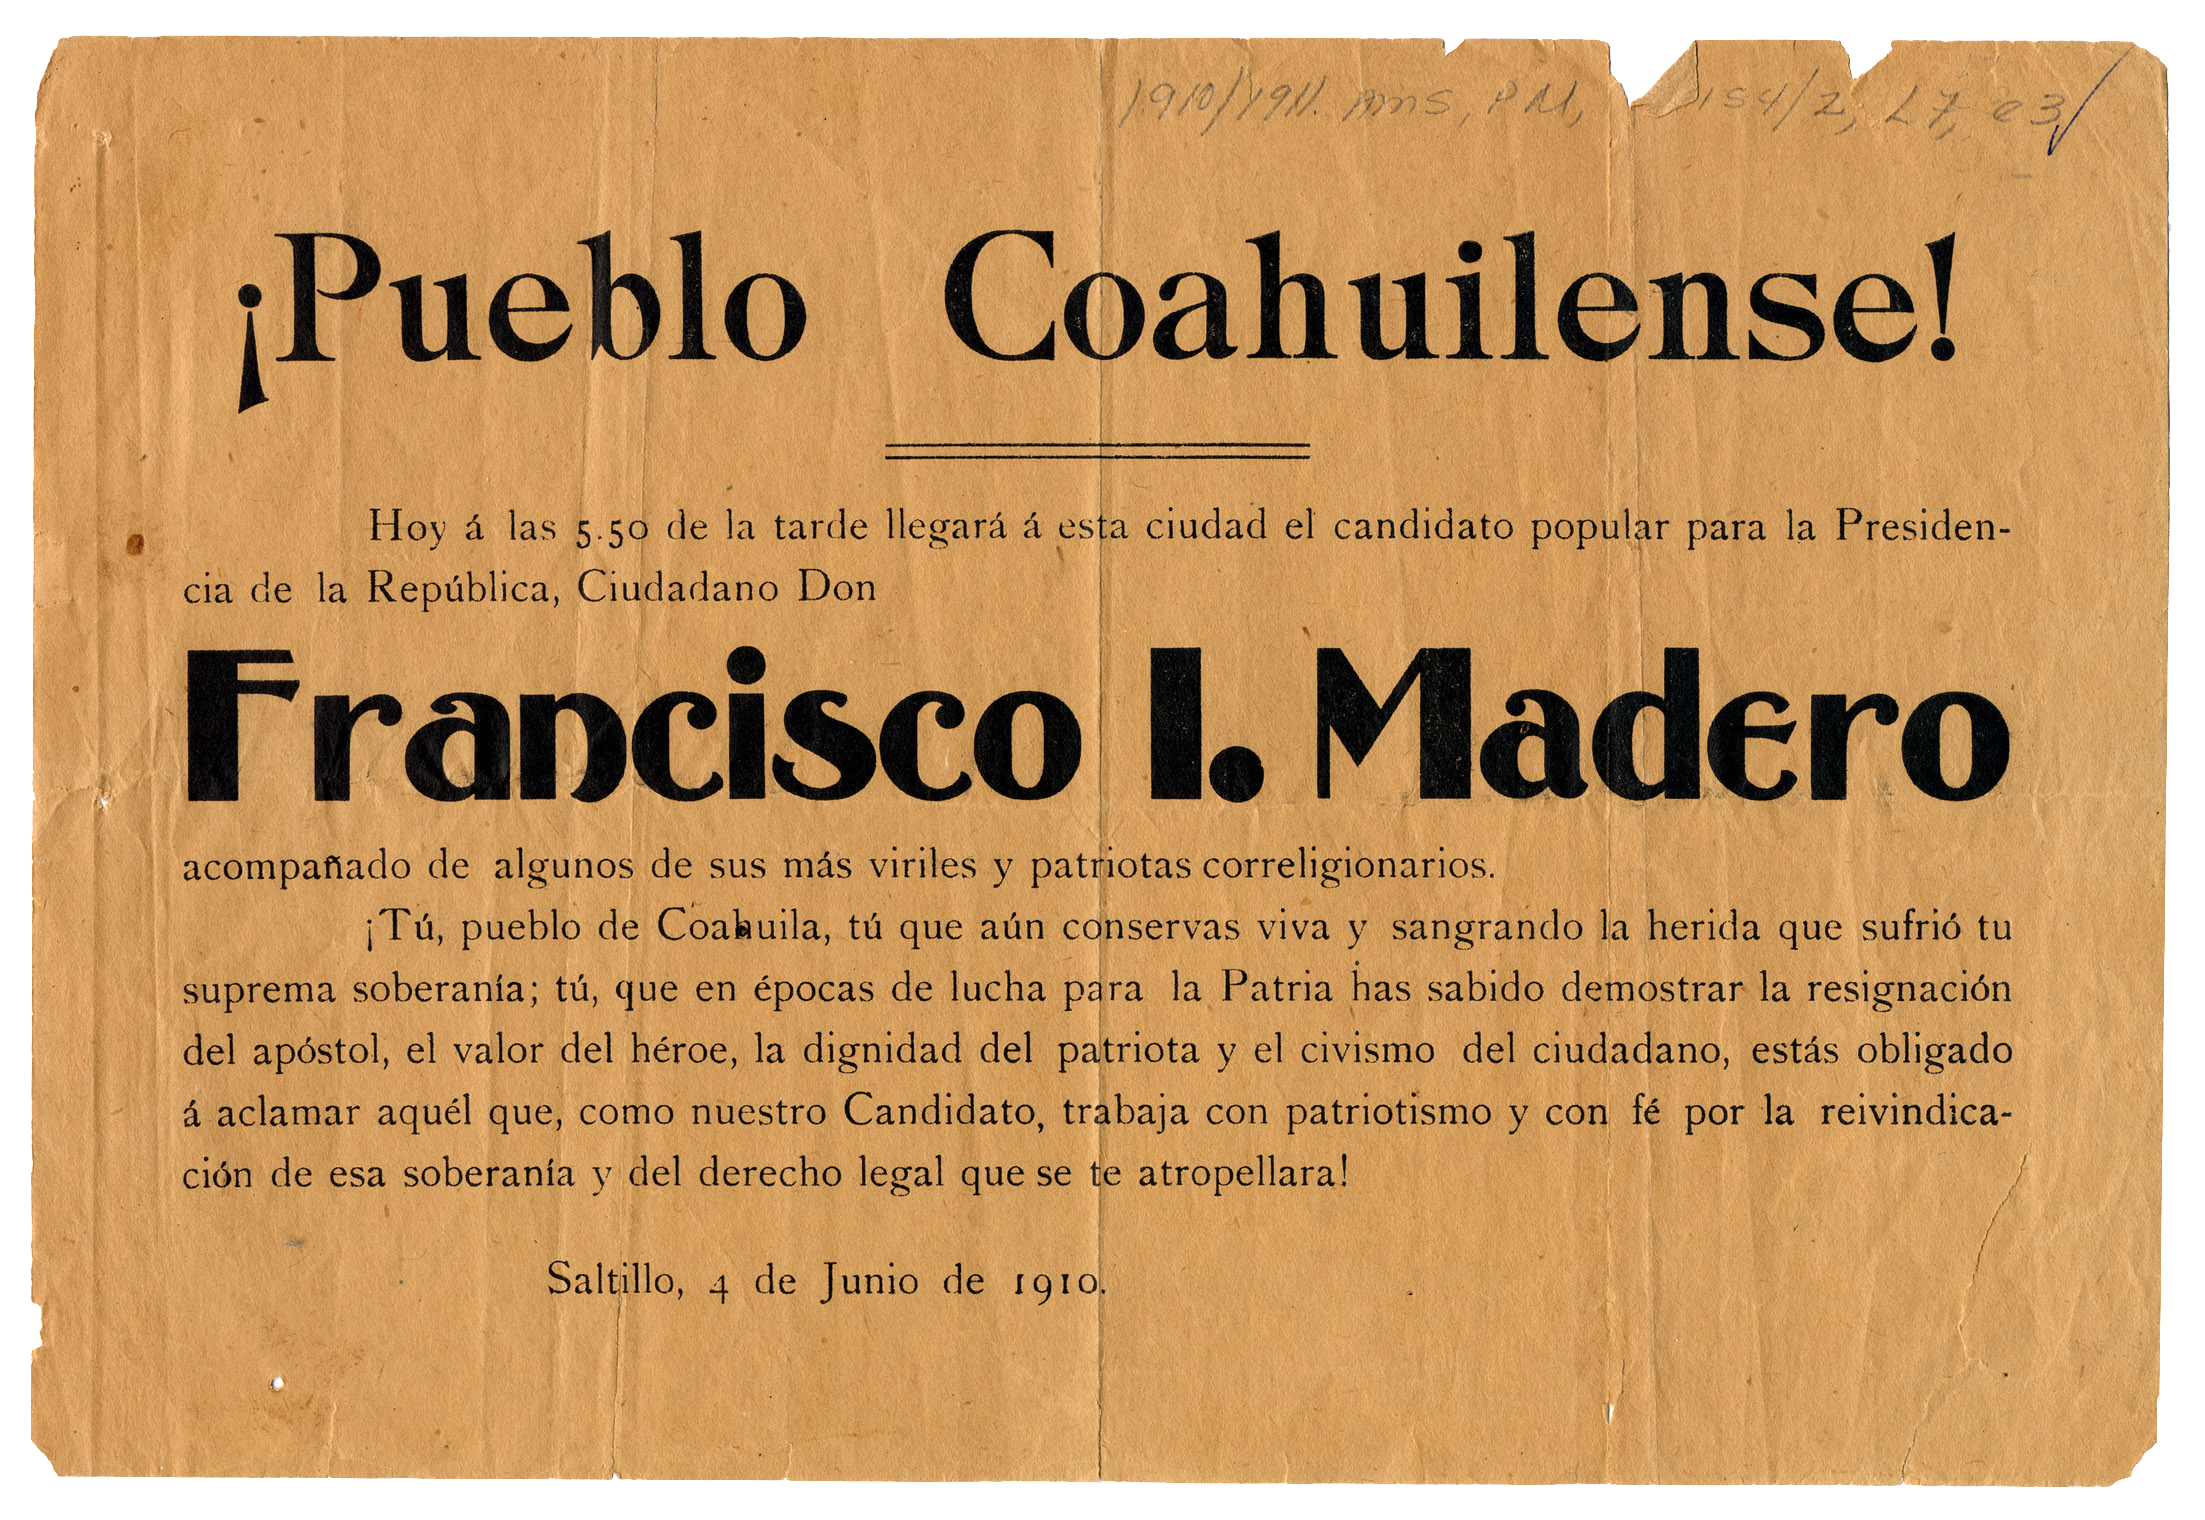 1910/1911. mns, PM, 154/2, L7, e3
¡Pueblo Coahuilense!
Hoy á las 5.50 de la tarde llegará á esta ciudad el candidato popular para la Presiden-
cia de la República, Ciudadano Don
Francisco I. Madero
acompañado de algunos de sus más viriles y patriotas correligionarios.
¡Tú, pueblo de Coahuila, tú que aún conservas viva y sangrando la herida que sufrió tu
suprema soberanía; tú, que en épocas de lucha para la Patria has sabido demostrar la resignación
del apóstol, el valor del héroe, la dignidad del patriota y el civismo del ciudadano, estás obligado
á aclamar aquél que, como nuestro Candidato, trabaja con patriotismo y con fé por la reivindica-
ción de esa soberanía y del derecho legal que se te atropellara!
Saltillo, 4 de Junio de 1910.